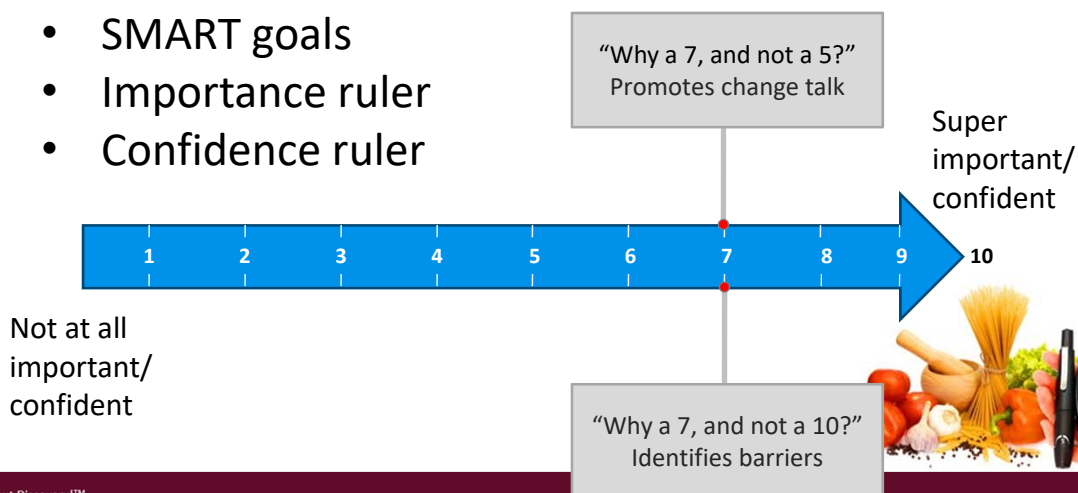 • SMART goals
• Importance ruler
• Confidence ruler
“Why a 7, and not a 5?”
Promotes change talk
Super
important/
confident
1 2 3 4 5 6 7 8 9 10
Not at all
important/
confident
“Why a 7, and not a 10?”
Identifies barriers